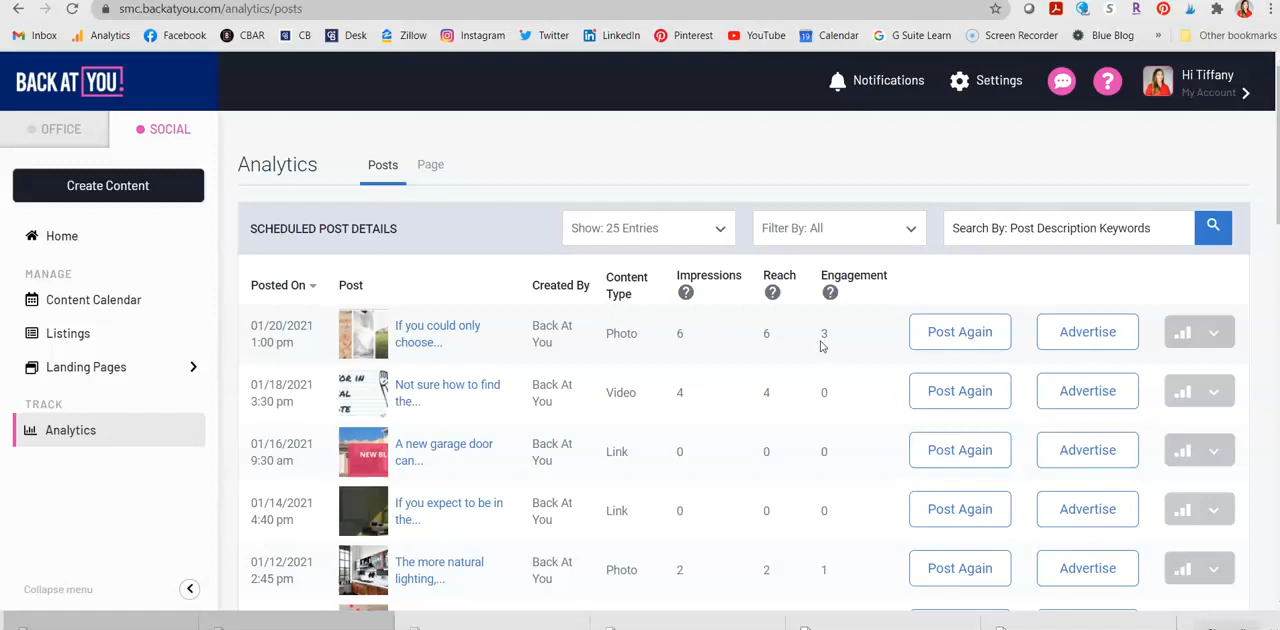 smc.backatyou.com/analytics/posts
Inbox Analytics Facebook CBAR CB Desk Zillow Instagram Twitter LinkedIn Pinterest YouTube Calendar G Suite Learn Screen Recorder Blue Blog » Other bookmarks
BACK AT YOU!
Notifications
Settings
Hi Tiffany
My Account
OFFICE
SOCIAL
Create Content
Home
MANAGE
Content Calendar
Listings
Landing Pages
TRACK
Analytics
Collapse menu
Analytics
Posts
Page
SCHEDULED POST DETAILS
Show: 25 Entries
Filter By: All
Search By: Post Description Keywords
Posted On
Post
Created By
Content
Type
Impressions
?
Reach
?
Engagement
?
01/20/2021
1:00 pm
If you could only
choose...
Back At
You
Photo
6
6
3
Post Again
Advertise
01/18/2021
3:30 pm
Not sure how to find
the...
Back At
You
Video
4
4
0
Post Again
Advertise
01/16/2021
9:30 am
NEW BL
A new garage door
can...
Back At
You
Link
0
0
0
Post Again
Advertise
01/14/2021
4:40 pm
If you expect to be in
the...
Back At
You
Link
0
0
0
Post Again
Advertise
01/12/2021
2:45 pm
The more natural
lighting,...
Back At
You
Photo
2
2
1
Post Again
Advertise